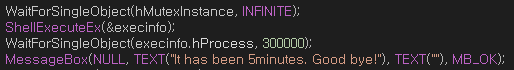 WaitForSingleObject(hMutexInstance, INFINITE);
ShellExecuteEx(&execinfo);
WaitForSingleObject(execinfo.hProcess, 300000);
MessageBox(NULL, TEXT("It has been 5minutes. Good bye!"), TEXT(""), MB_OK);